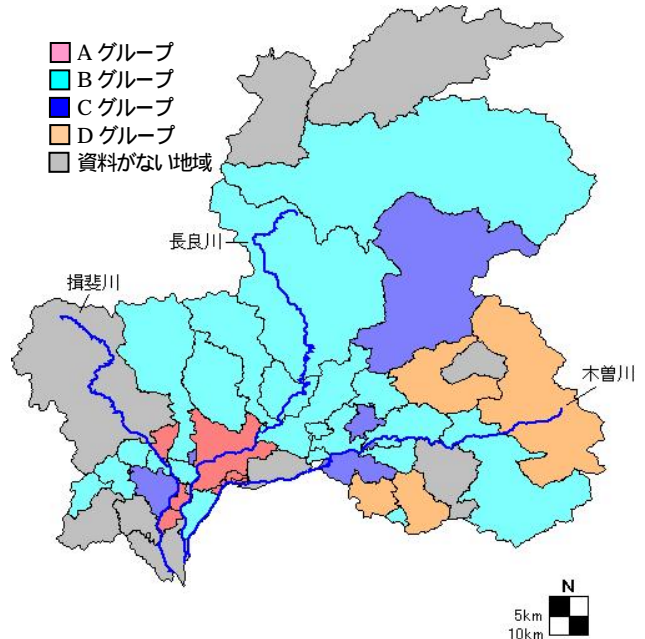 A グループ
B グループ
C グループ
D グループ
資料がない地域
長良川
揖斐川
木曽川
N
5km
10km